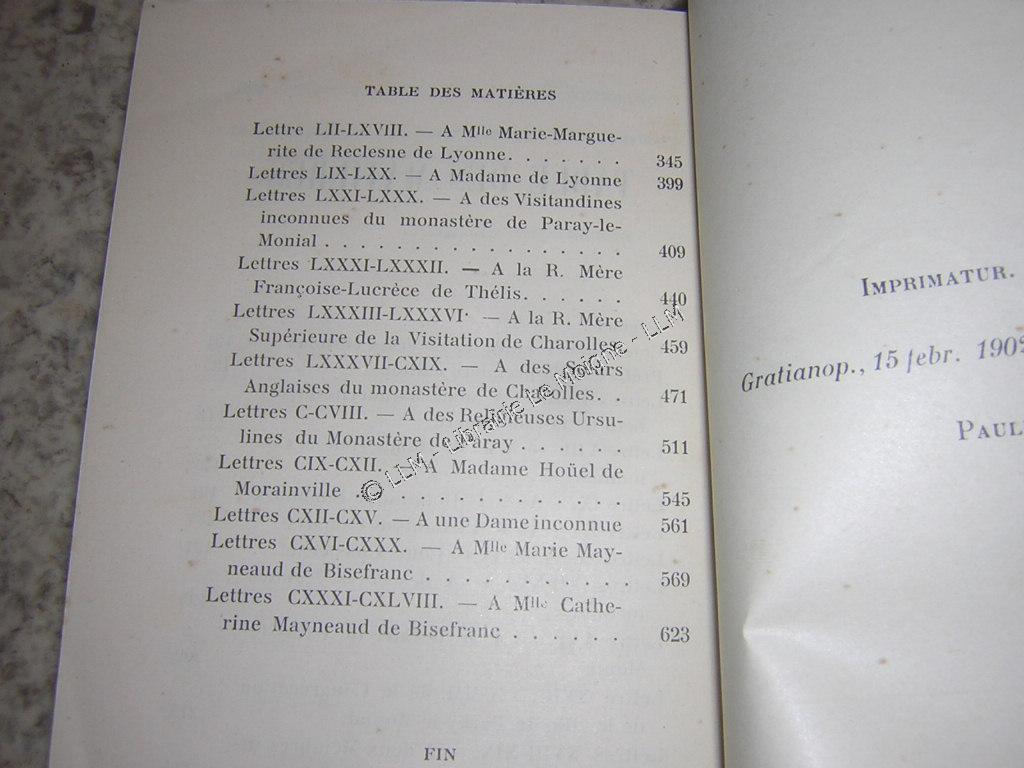 TABLE DES MATIÈRES
Lettre LII-LXVIII. — A Mlle Marie-Margue-
rite de Reclesne de Lyonne. . . . . . . 345
Lettres LIX-LXX. — A Madame de Lyonne 399
Lettres LXXI-LXXX. — A des Visitandines
inconnues du monastère de Paray-le-
Monial . . . . . . . . . . . . . . . 409
Lettres LXXXI-LXXXII. — A la R. Mère
Françoise-Lucrèce de Thélis. . . . . . 440
Lettres LXXXIII-LXXXVI. — A la R. Mère
Supérieure de la Visitation de Charolles. 459
Lettres LXXXVII-CXIX. — A des Sœurs
Anglaises du monastère de Charolles. . 471
Lettres C-CVIII. — A des Religieuses Ursu-
lines du Monastère de Paray . . . . . . 511
Lettres CIX-CXII. — A Madame Hoüel de
Morainville . . . . . . . . . . . . . 545
Lettres CXII-CXV. — A une Dame inconnue 561
Lettres CXVI-CXXX. — A Mlle Marie May-
neaud de Bisefranc . . . . . . . . . . . 569
Lettres CXXXI-CXLVIII. — A Mlle Cathe-
rine Mayneaud de Bisefranc . . . . . . 623
FIN
© LLM - Librairie Le Moigne - LLM
IMPRIMATUR.
Gratianop., 15 febr.